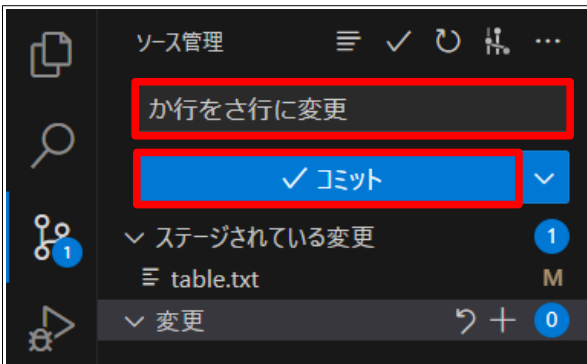 ソース管理
か行をさ行に変更
コミット
ステージされている変更 1
table.txt M
変更 0
1